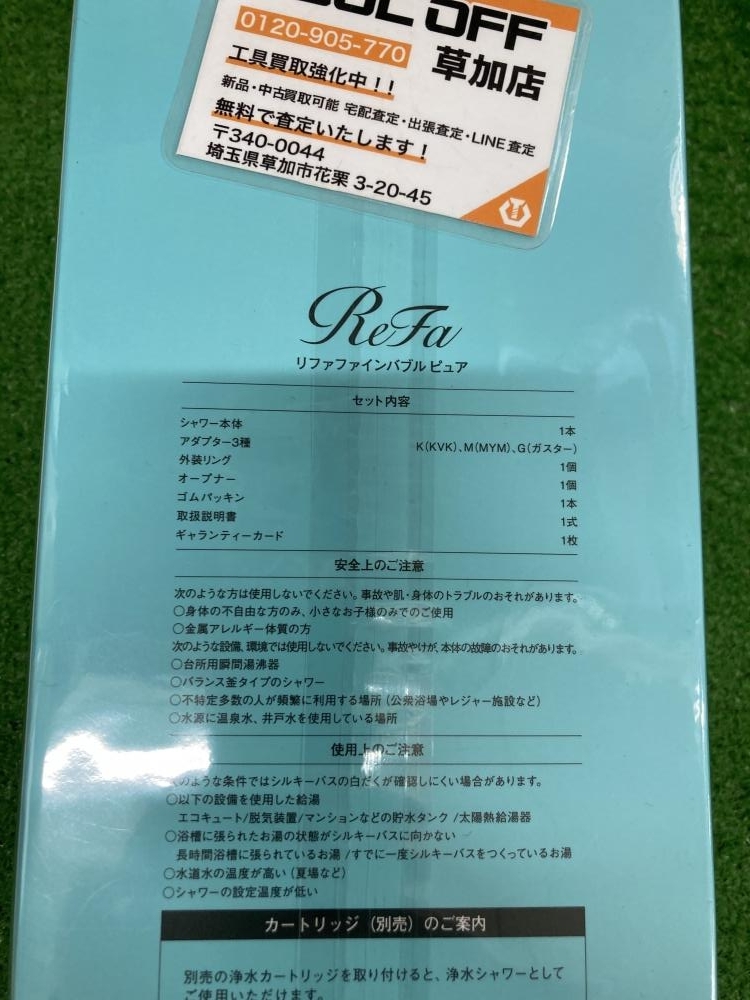 OFF
0120-905-770
草加店
工具買取強化中！！
新品・中古買取可能 宅配査定・出張査定・LINE査定
無料で査定いたします！
〒340-0044
埼玉県草加市花栗 3-20-45
ReFa
リファファインバブル ピュア
セット内容
シャワー本体 1本
アダプター3種 K(KVK)、M(MYM)、G(ガスター)
外装リング 1個
オープナー 1個
ゴムパッキン 1本
取扱説明書 1式
ギャランティーカード 1枚
安全上のご注意
次のような方は使用しないでください。事故や肌・身体のトラブルのおそれがあります。
○身体の不自由な方のみ、小さなお子様のみでのご使用
○金属アレルギー体質の方
次のような設備、環境では使用しないでください。事故やけが、本体の故障のおそれがあります。
○台所用瞬間湯沸器
○バランス釜タイプのシャワー
○不特定多数の人が頻繁に利用する場所（公衆浴場やレジャー施設など）
○水源に温泉水、井戸水を使用している場所
使用上のご注意
次のような条件ではシルキーバスの白だくが確認しにくい場合があります。
○以下の設備を使用した給湯
エコキュート/脱気装置/マンションなどの貯水タンク /太陽熱給湯器
○浴槽に張られたお湯の状態がシルキーバスに向かない
長時間浴槽に張られているお湯 /すでに一度シルキーバスをつくっているお湯
○水道水の温度が高い（夏場など）
○シャワーの設定温度が低い
カートリッジ（別売）のご案内
別売の浄水カートリッジを取り付けると、浄水シャワーとして
ご使用いただけます。